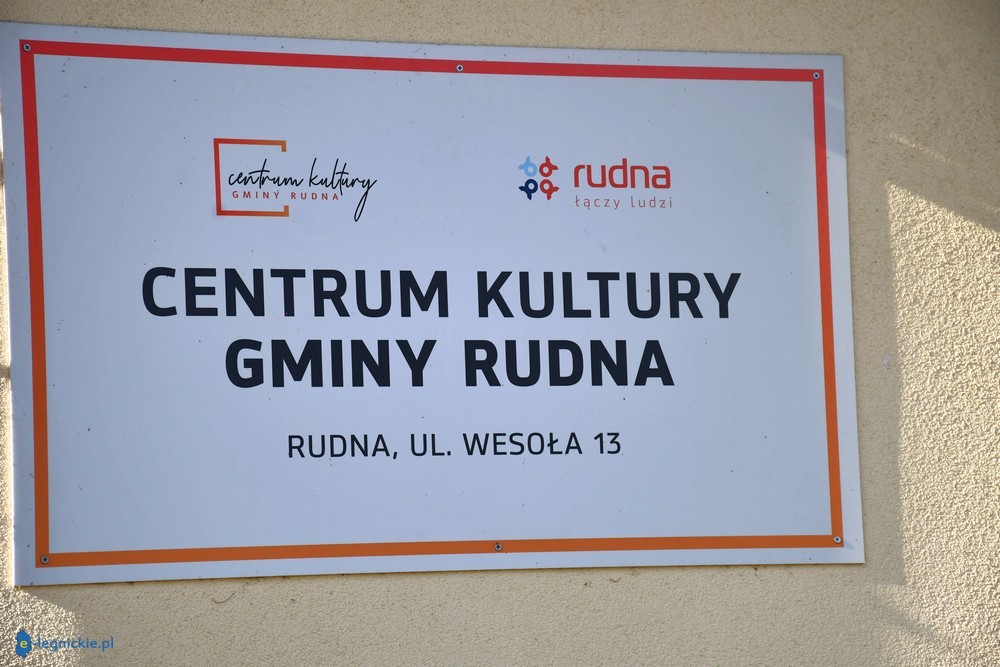 centrum kultury
GMINY RUDNA
rudna
łączy ludzi
CENTRUM KULTURY
GMINY RUDNA
RUDNA, UL. WESOŁA 13
e-legnickie.pl